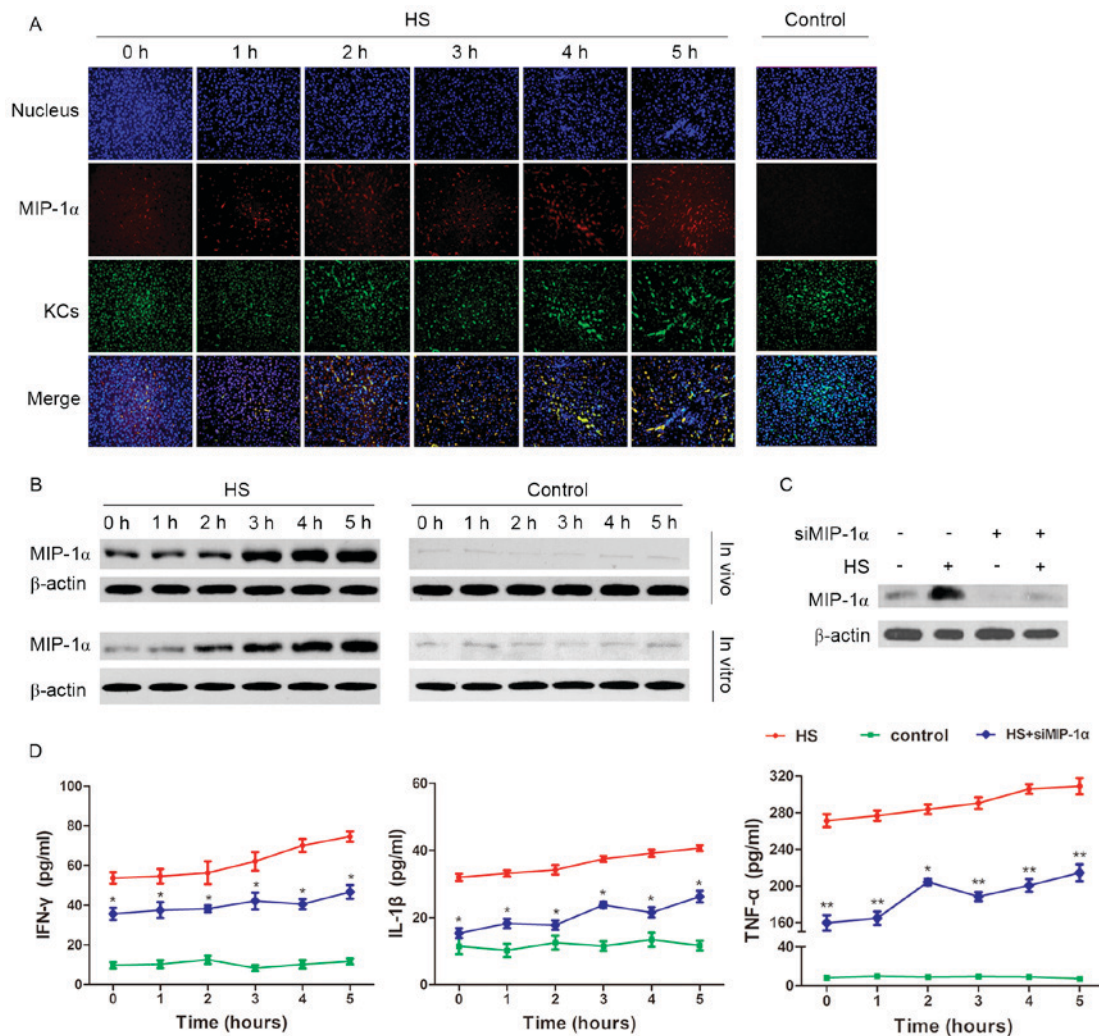 A
HS
Control
0 h 1 h 2 h 3 h 4 h 5 h
Nucleus
MIP-1α
KCs
Merge
B
HS
Control
0 h 1 h 2 h 3 h 4 h 5 h
0 h 1 h 2 h 3 h 4 h 5 h
MIP-1α
β-actin
In vivo
MIP-1α
β-actin
In vitro
C
siMIP-1α - - + +
HS - + - +
MIP-1α
β-actin
D
HS control HS+siMIP-1α
IFN-γ (pg/ml)
100
80
60
40
20
0
* * * * * *
0 1 2 3 4 5
Time (hours)
IL-1β (pg/ml)
60
40
20
0
* * * * * *
0 1 2 3 4 5
Time (hours)
TNF-α (pg/ml)
320
280
240
200
160
40
0
** ** * ** ** **
0 1 2 3 4 5
Time (hours)